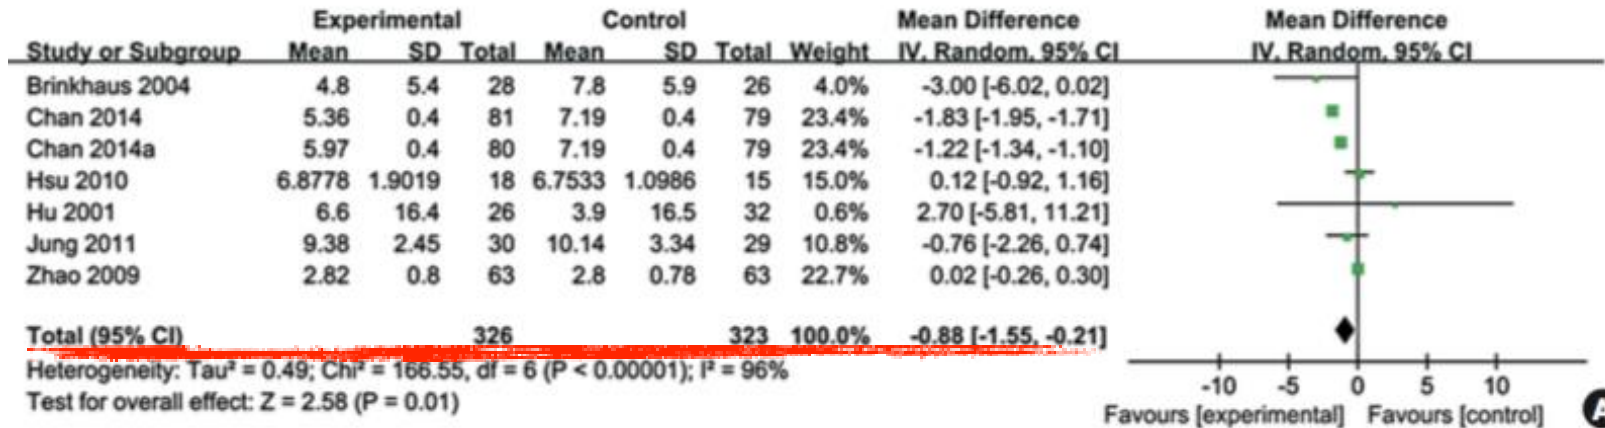 Experimental Control Mean Difference Mean Difference
Study or Subgroup Mean SD Total Mean SD Total Weight IV, Random, 95% CI IV, Random, 95% CI
Brinkhaus 2004 4.8 5.4 28 7.8 5.9 26 4.0% -3.00 [-6.02, 0.02]
Chan 2014 5.36 0.4 81 7.19 0.4 79 23.4% -1.83 [-1.95, -1.71]
Chan 2014a 5.97 0.4 80 7.19 0.4 79 23.4% -1.22 [-1.34, -1.10]
Hsu 2010 6.8778 1.9019 18 6.7533 1.0986 15 15.0% 0.12 [-0.92, 1.16]
Hu 2001 6.6 16.4 26 3.9 16.5 32 0.6% 2.70 [-5.81, 11.21]
Jung 2011 9.38 2.45 30 10.14 3.34 29 10.8% -0.76 [-2.26, 0.74]
Zhao 2009 2.82 0.8 63 2.8 0.78 63 22.7% 0.02 [-0.26, 0.30]
Total (95% CI) 326 323 100.0% -0.88 [-1.55, -0.21]
Heterogeneity: Tau² = 0.49; Chi² = 166.55, df = 6 (P < 0.00001); I² = 96%
Test for overall effect: Z = 2.58 (P = 0.01)
-10 -5 0 5 10
Favours [experimental] Favours [control]
A